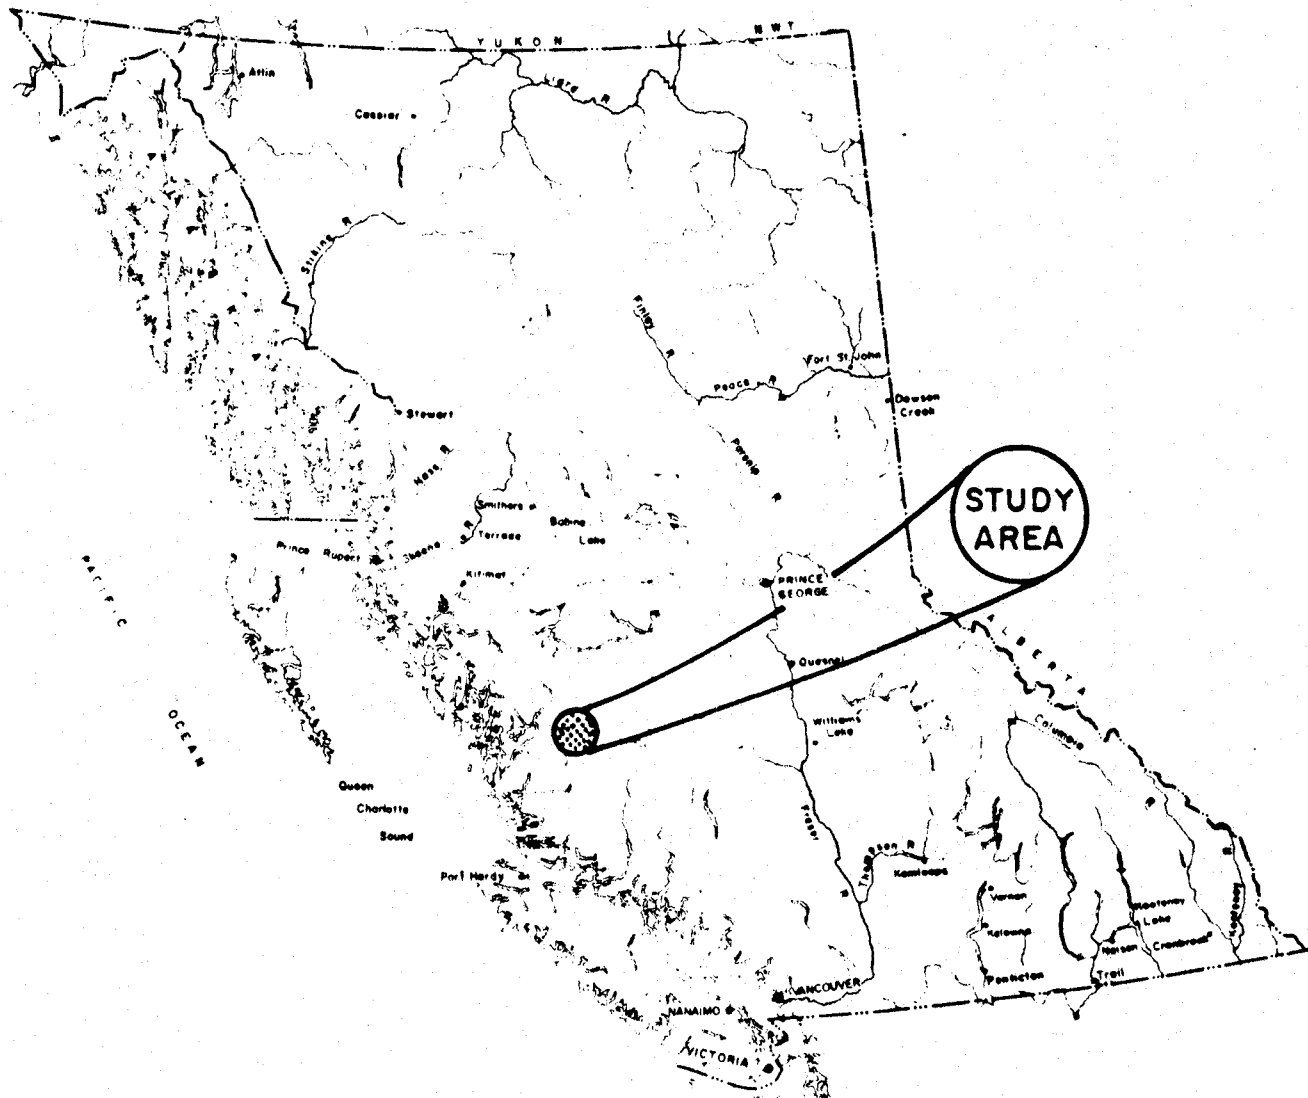 YUKON
NWT
Atlin
Liard R
Cassiar
Stikine R
Finlay R
Fort St. John
Peace R
Dawson
Creek
Stewart
Nass R
Parsnip R
STUDY
AREA
Smithers
Babine
Lake
Skeena R
Terrace
Prince Rupert
Kitimat
PRINCE
GEORGE
PACIFIC
OCEAN
ALBERTA
Quesnel
Williams
Lake
Columbia
R
Queen
Charlotte
Sound
Fraser
R
Thompson R
Kamloops
Port Hardy
Vernon
Kelowna
Penticton
Kootenay
Lake
Kootenay
R
Nelson
Cranbrook
Trail
VANCOUVER
NANAIMO
VICTORIA